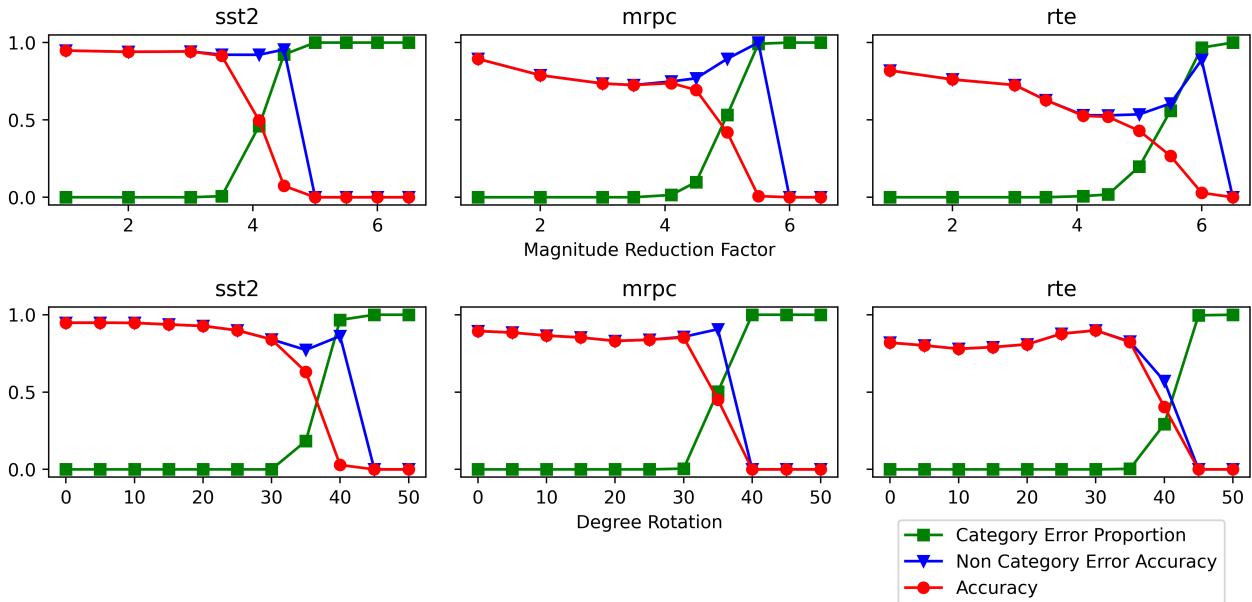 sst2
mrpc
rte
1.0
0.5
0.0
2 4 6
2 4 6
2 4 6
Magnitude Reduction Factor
sst2
mrpc
rte
1.0
0.5
0.0
0 10 20 30 40 50
0 10 20 30 40 50
0 10 20 30 40 50
Degree Rotation
Category Error Proportion
Non Category Error Accuracy
Accuracy